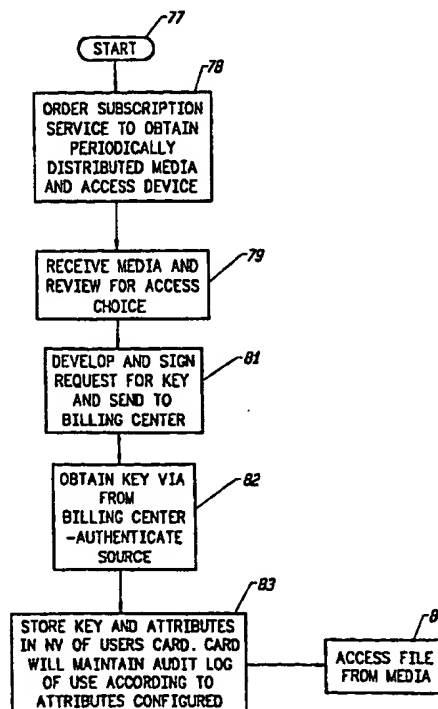 77
START
78
ORDER SUBSCRIPTION
SERVICE TO OBTAIN
PERIODICALLY
DISTRIBUTED MEDIA
AND ACCESS DEVICE
79
RECEIVE MEDIA AND
REVIEW FOR ACCESS
CHOICE
81
DEVELOP AND SIGN
REQUEST FOR KEY
AND SEND TO
BILLING CENTER
82
OBTAIN KEY VIA
FROM
BILLING CENTER
-AUTHENTICATE
SOURCE
83
STORE KEY AND ATTRIBUTES
IN NV OF USERS CARD. CARD
WILL MAINTAIN AUDIT LOG
OF USE ACCORDING TO
ATTRIBUTES CONFIGURED
ACCESS FILE
FROM MEDIA